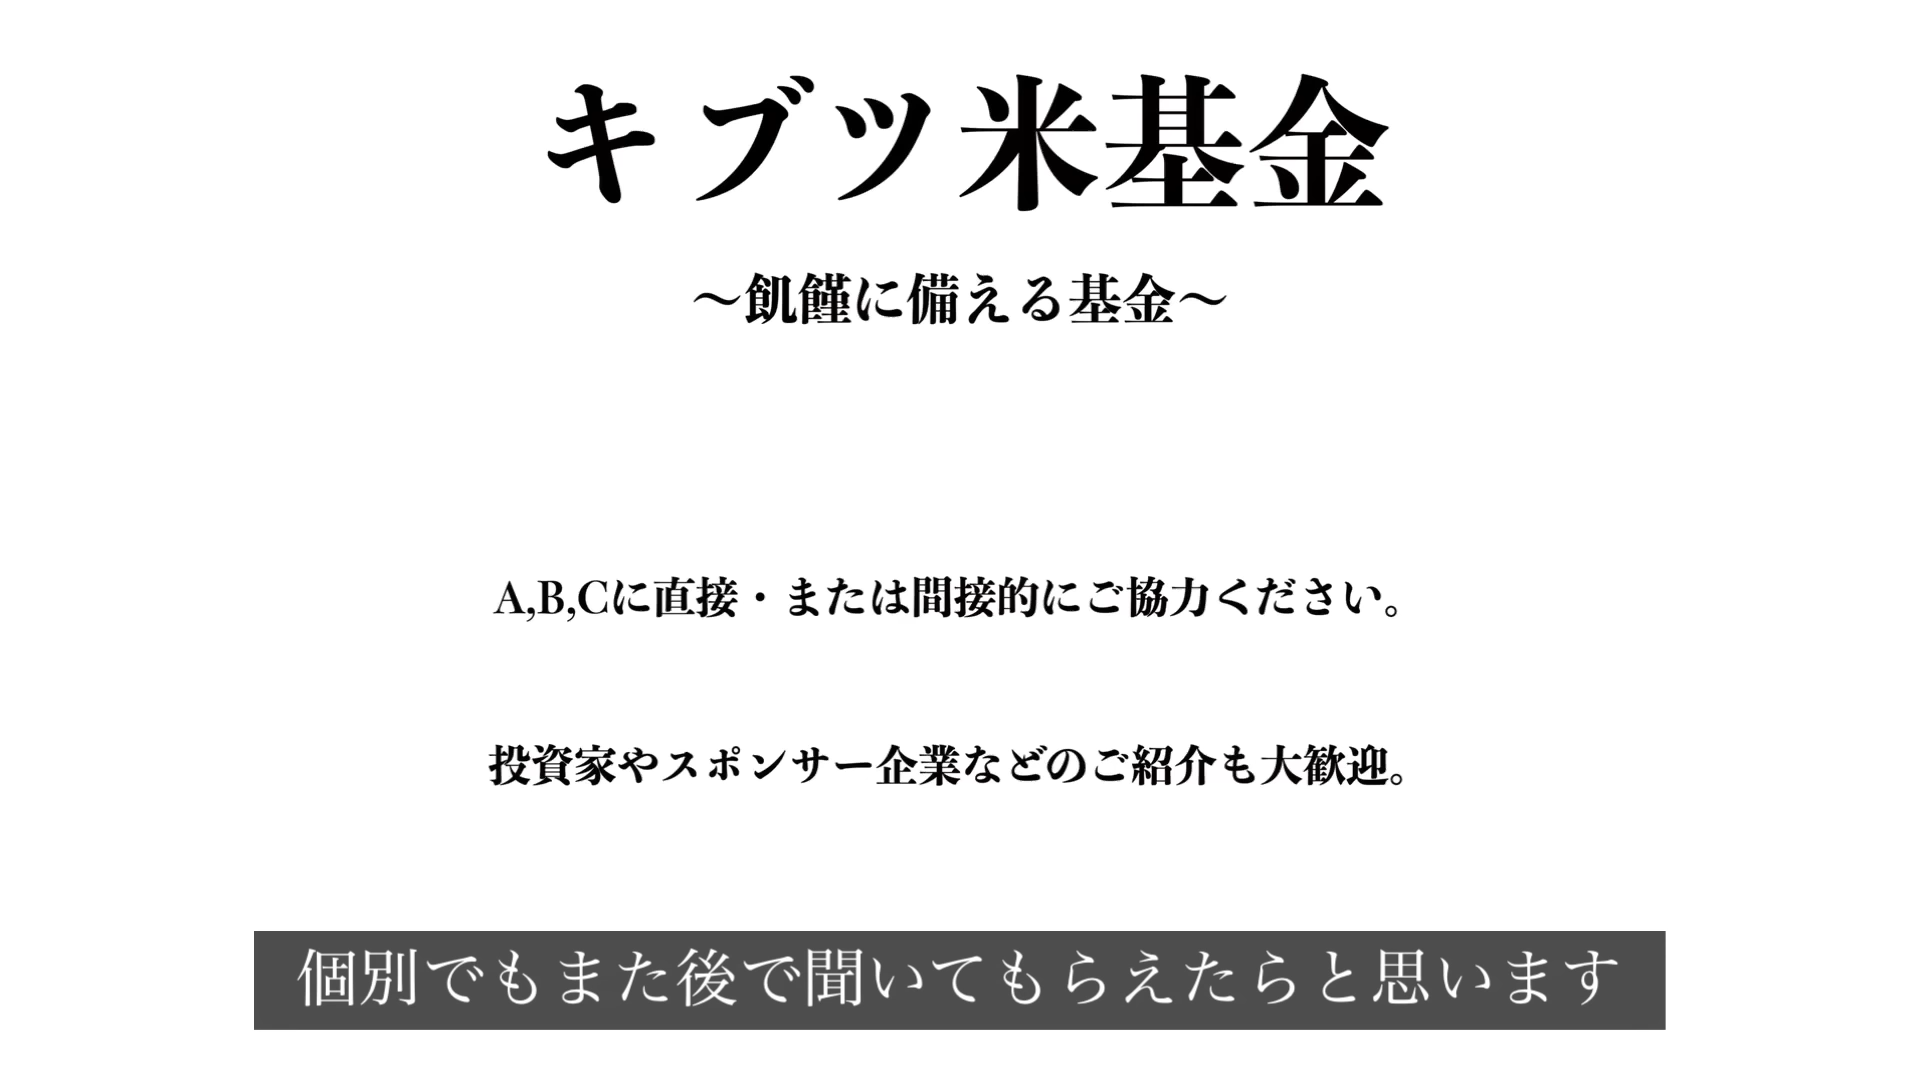 キブツ米基金
〜飢饉に備える基金〜
A,B,Cに直接・または間接的にご協力ください。
投資家やスポンサー企業などのご紹介も大歓迎。
個別でもまた後で聞いてもらえたらと思います